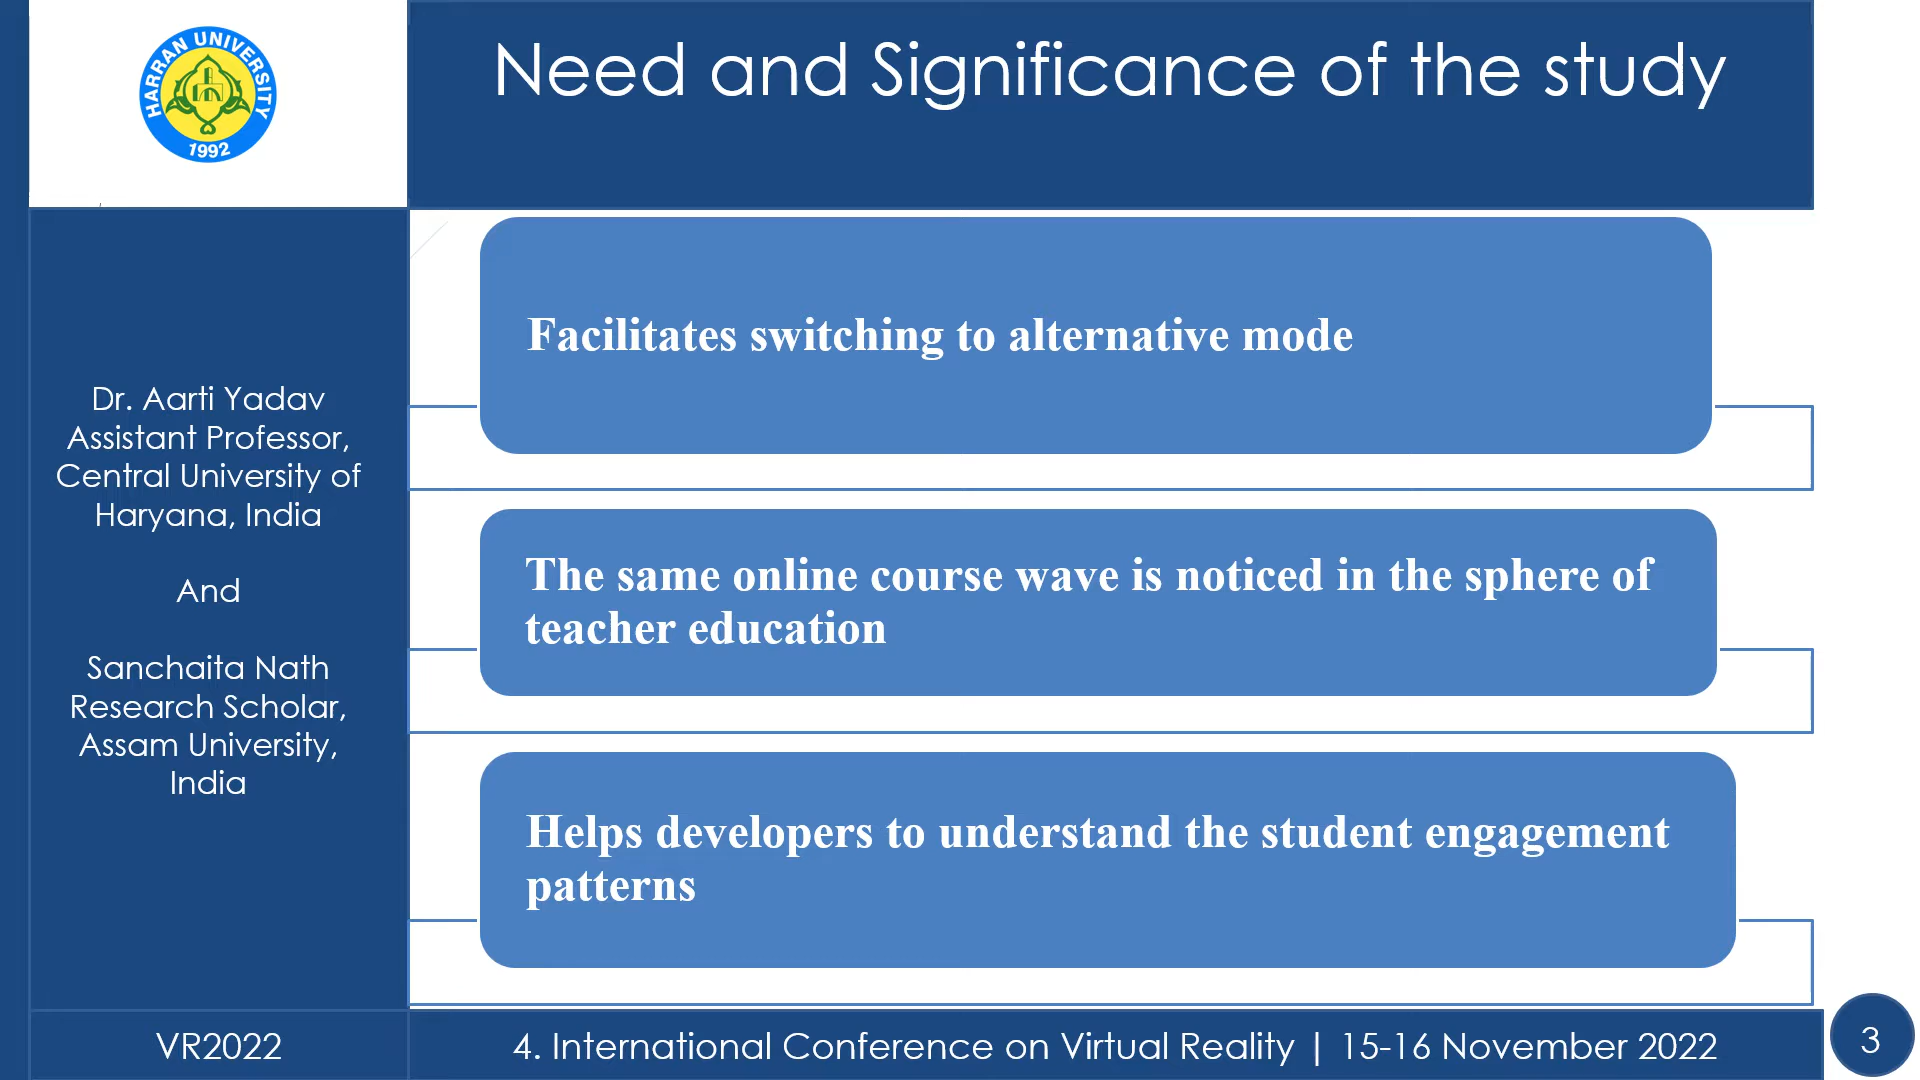 HARRAN UNIVERSITY
1992
Need and Significance of the study
Dr. Aarti Yadav
Assistant Professor,
Central University of
Haryana, India
And
Sanchaita Nath
Research Scholar,
Assam University,
India
Facilitates switching to alternative mode
The same online course wave is noticed in the sphere of
teacher education
Helps developers to understand the student engagement
patterns
VR2022
4. International Conference on Virtual Reality | 15-16 November 2022
3